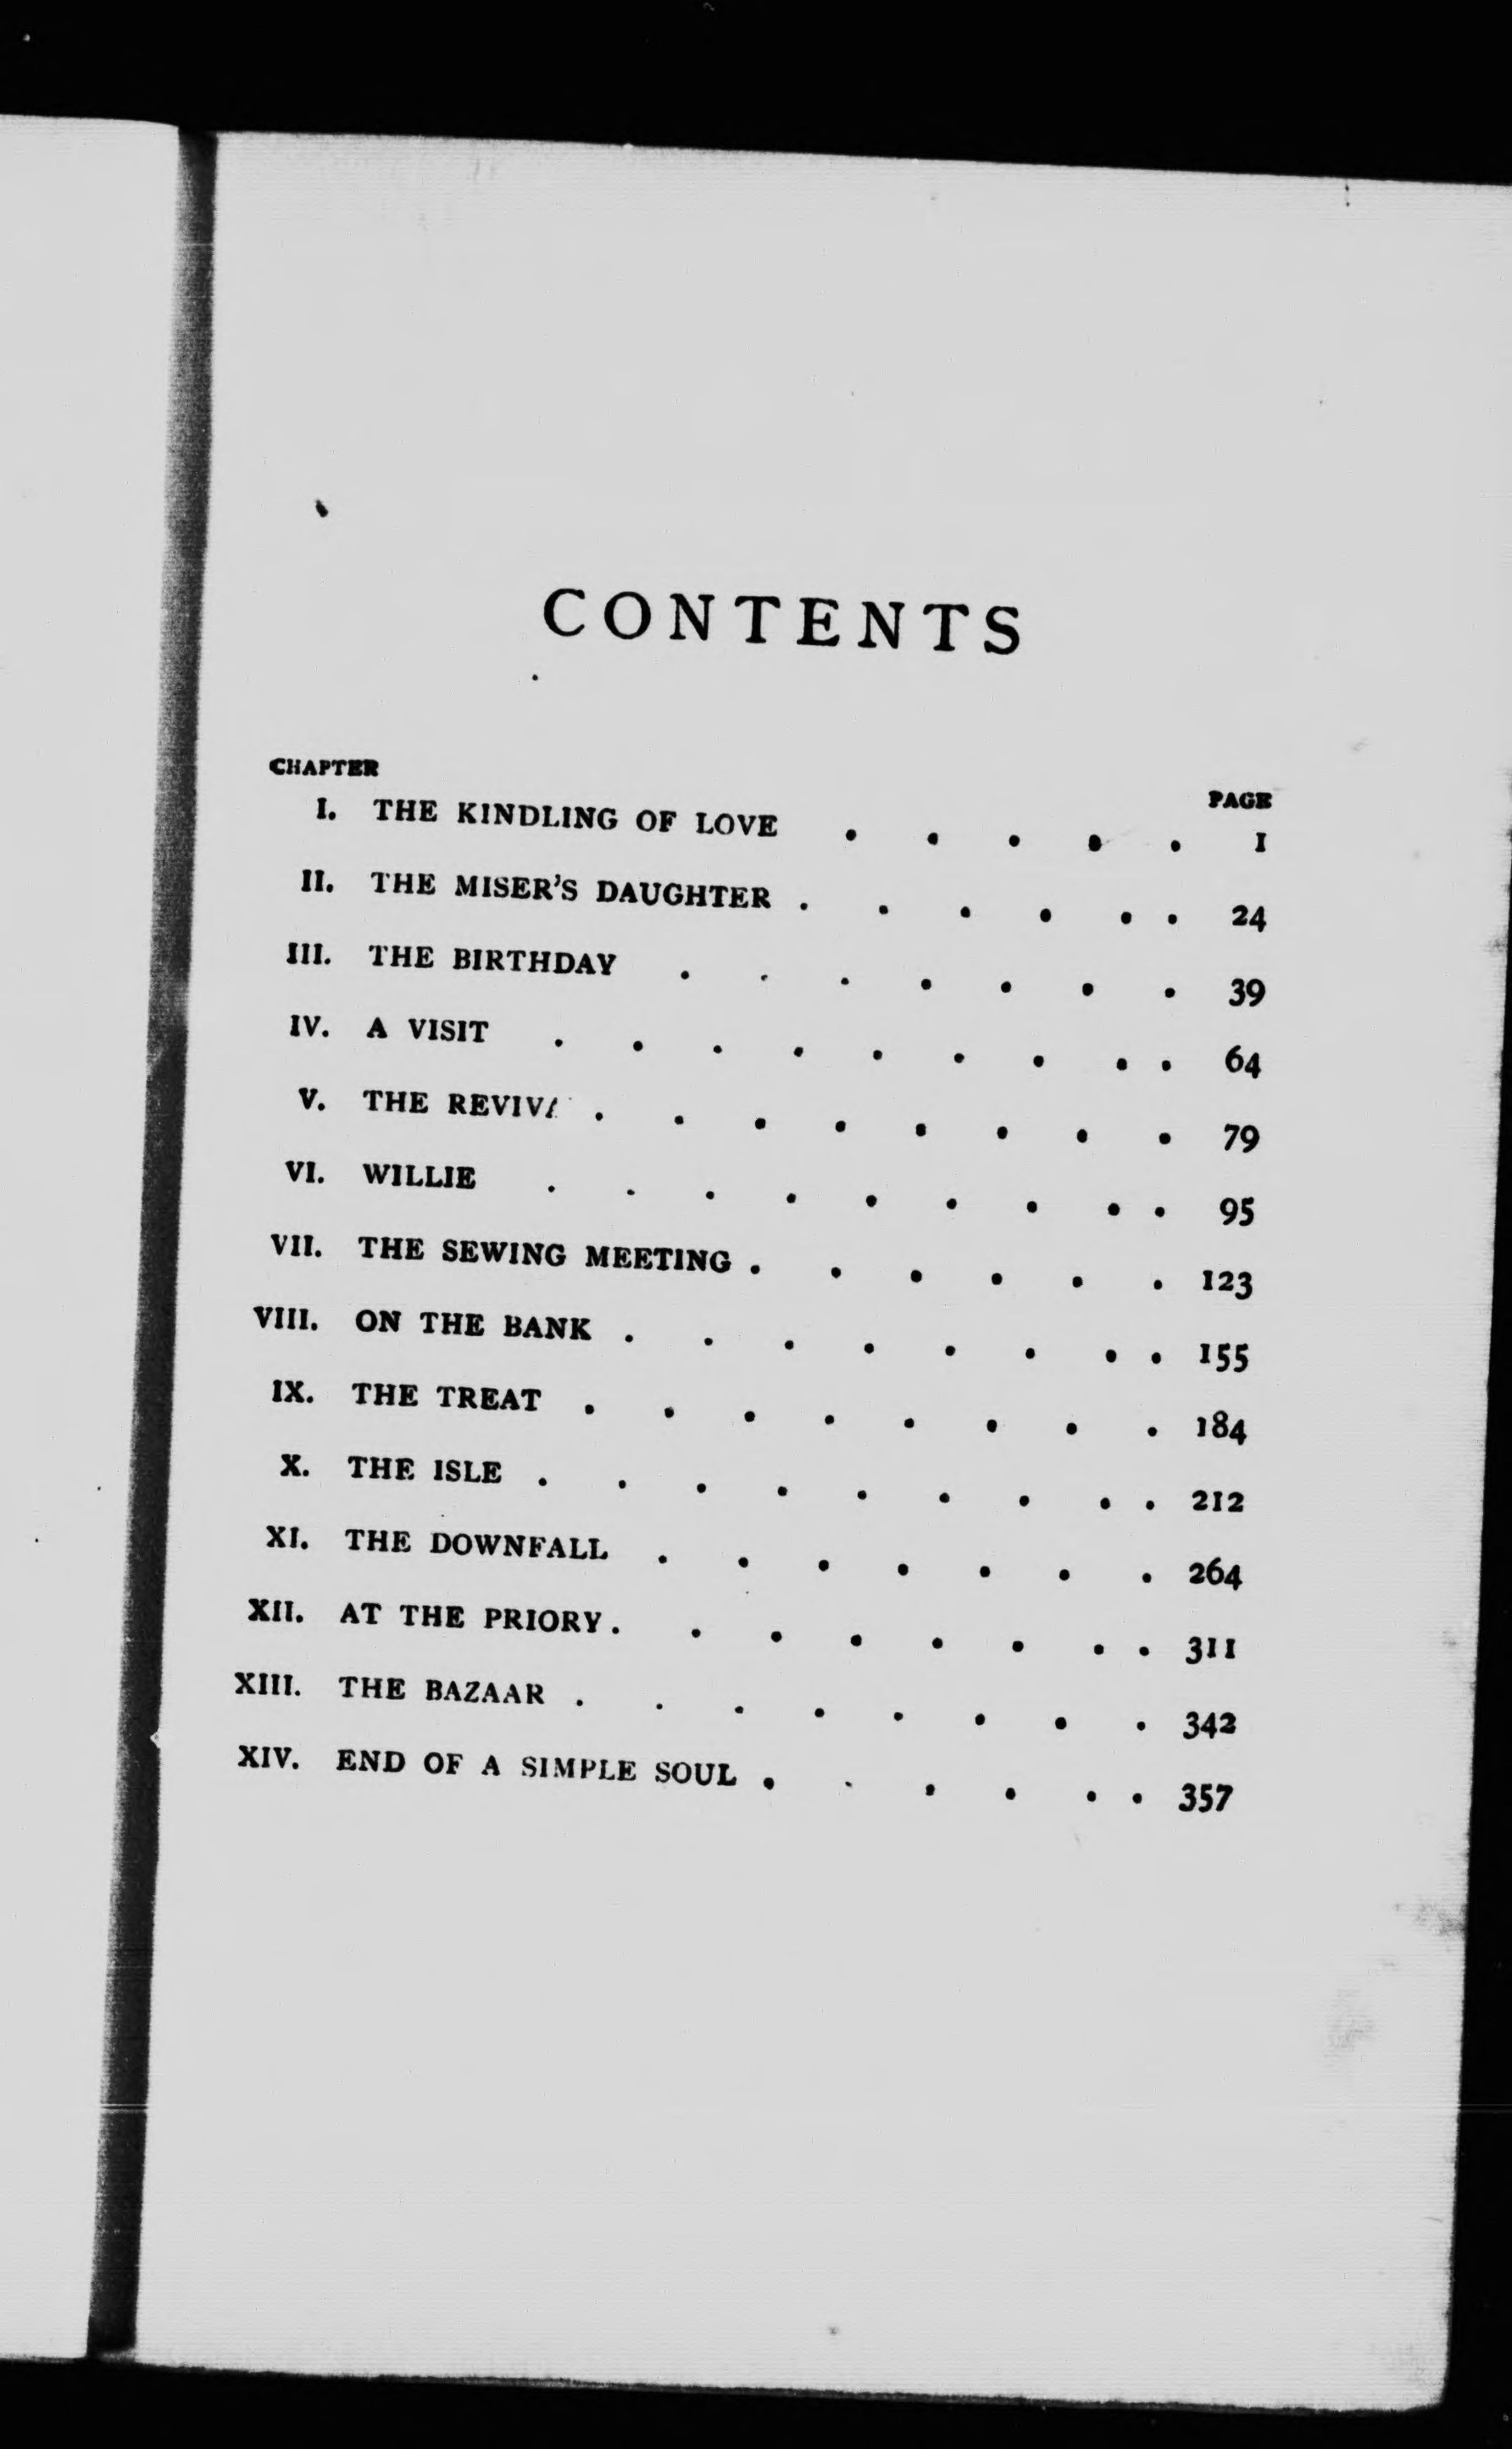 CONTENTS
CHAPTER PAGE
I. THE KINDLING OF LOVE . . . . . 1
II. THE MISER'S DAUGHTER . . . . . . 24
III. THE BIRTHDAY . . . . . . . 39
IV. A VISIT . . . . . . . . . 64
V. THE . . . . . . . . 79
VI. WILLIE . . . . . . . . . 95
VII. THE SEWING MEETING . . . . . . 123
VIII. ON THE BANK . . . . . . . . 155
IX. THE TREAT . . . . . . . . 184
X. THE ISLE . . . . . . . . . 212
XI. THE DOWNFALL . . . . . . . 264
XII. AT THE PRIORY . . . . . . . . 311
XIII. THE BAZAAR . . . . . . . . 342
XIV. END OF A SIMPLE SOUL . . . . . . 357